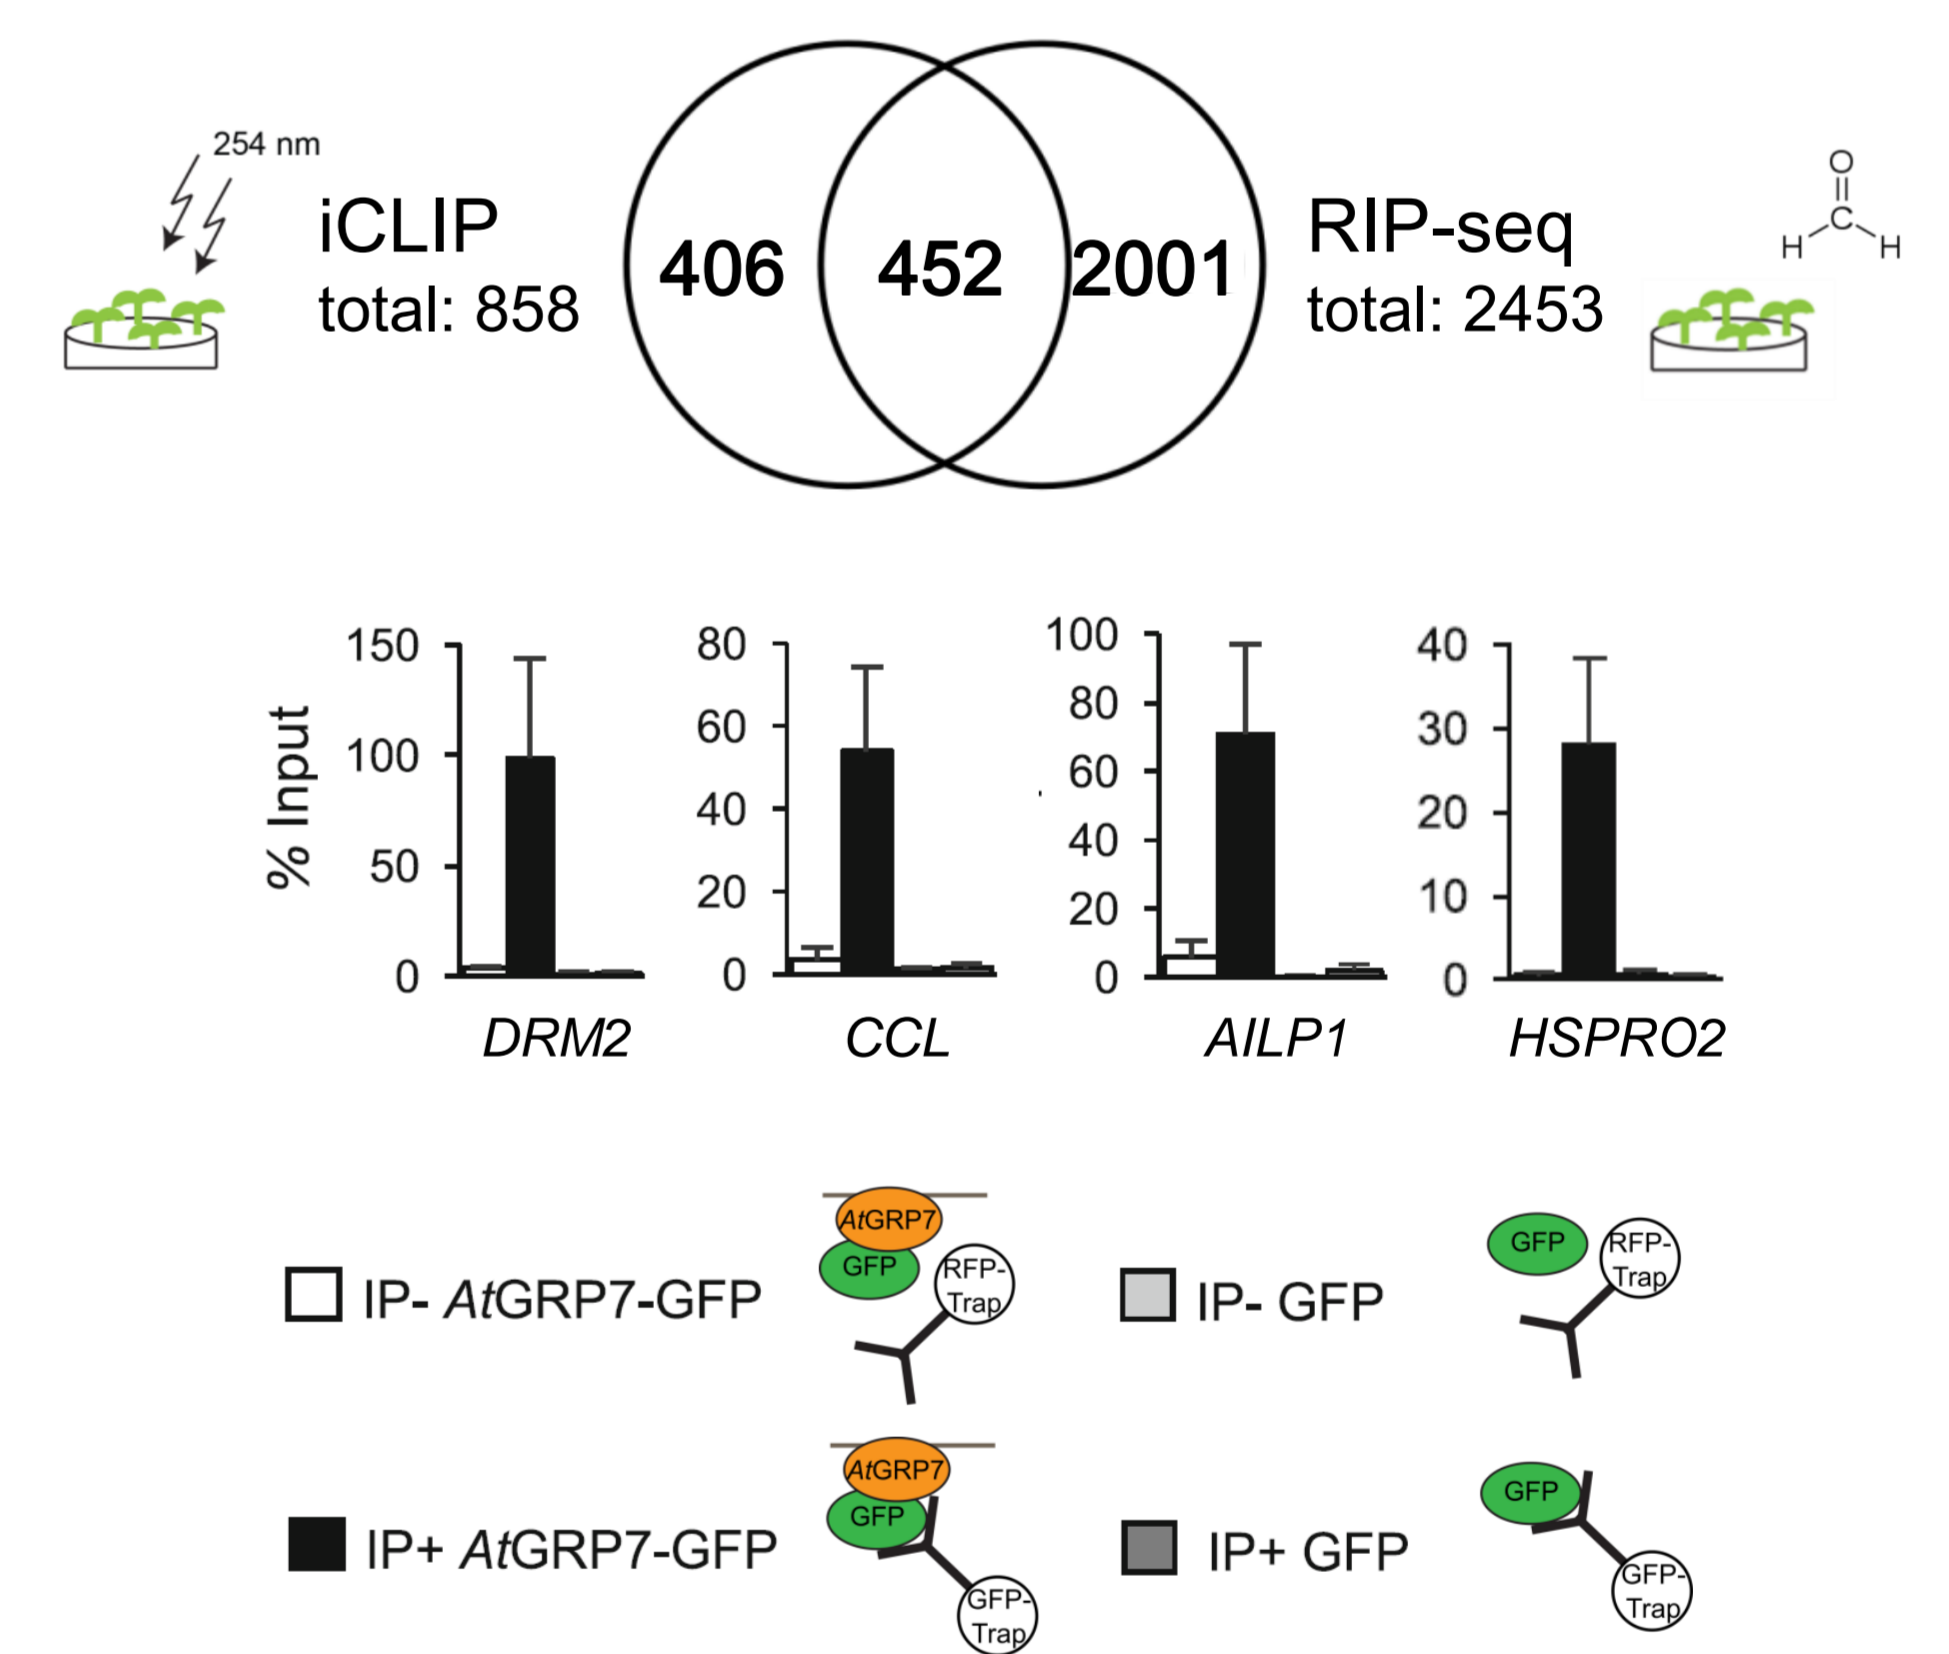 254 nm
iCLIP
total: 858
406
452
2001
RIP-seq
total: 2453
O
C
H
H
% Input
150
100
50
0
DRM2
80
60
40
20
0
CCL
100
80
60
40
20
0
AILP1
40
30
20
10
0
HSPRO2
IP- AtGRP7-GFP
AtGRP7
GFP
RFP-
Trap
IP- GFP
GFP
RFP-
Trap
IP+ AtGRP7-GFP
AtGRP7
GFP
GFP-
Trap
IP+ GFP
GFP
GFP-
Trap